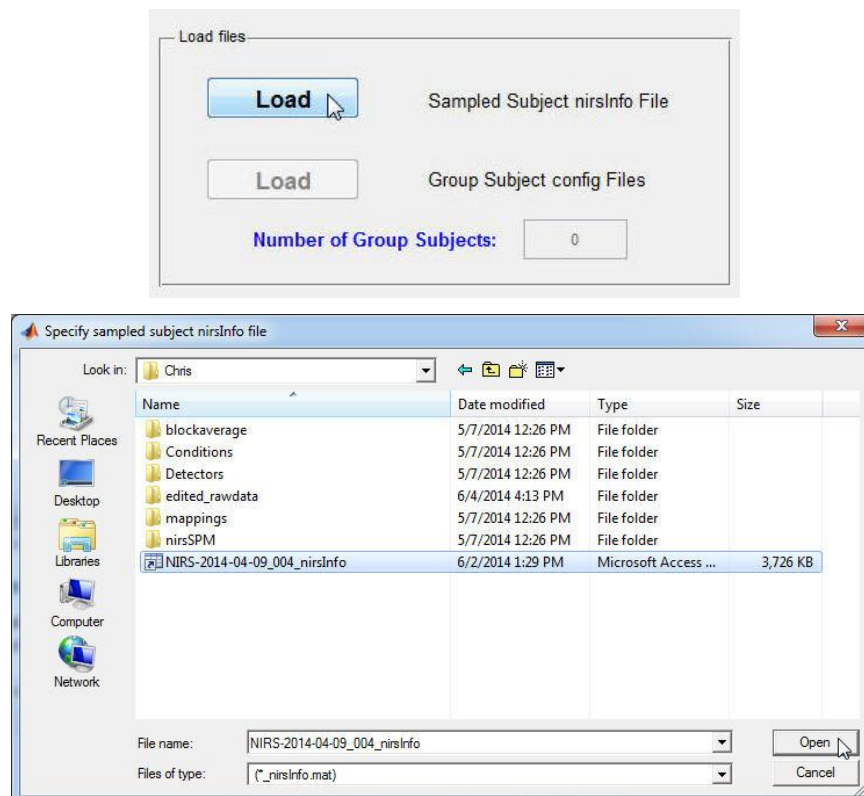 Load files
Load Sampled Subject nirsInfo File
Load Group Subject config Files
Number of Group Subjects: 0
Specify sampled subject nirsInfo file
Look in: Chris
Name Date modified Type Size
Recent Places
Desktop
Libraries
Computer
Network
blockaverage 5/7/2014 12:26 PM File folder
Conditions 5/7/2014 12:26 PM File folder
Detectors 5/7/2014 12:26 PM File folder
edited_rawdata 6/4/2014 4:13 PM File folder
mappings 5/7/2014 12:26 PM File folder
nirsSPM 5/7/2014 12:26 PM File folder
NIRS-2014-04-09_004_nirsInfo 6/2/2014 1:29 PM Microsoft Access ... 3,726 KB
File name: NIRS-2014-04-09_004_nirsInfo Open
Files of type: (*_nirsInfo.mat) Cancel